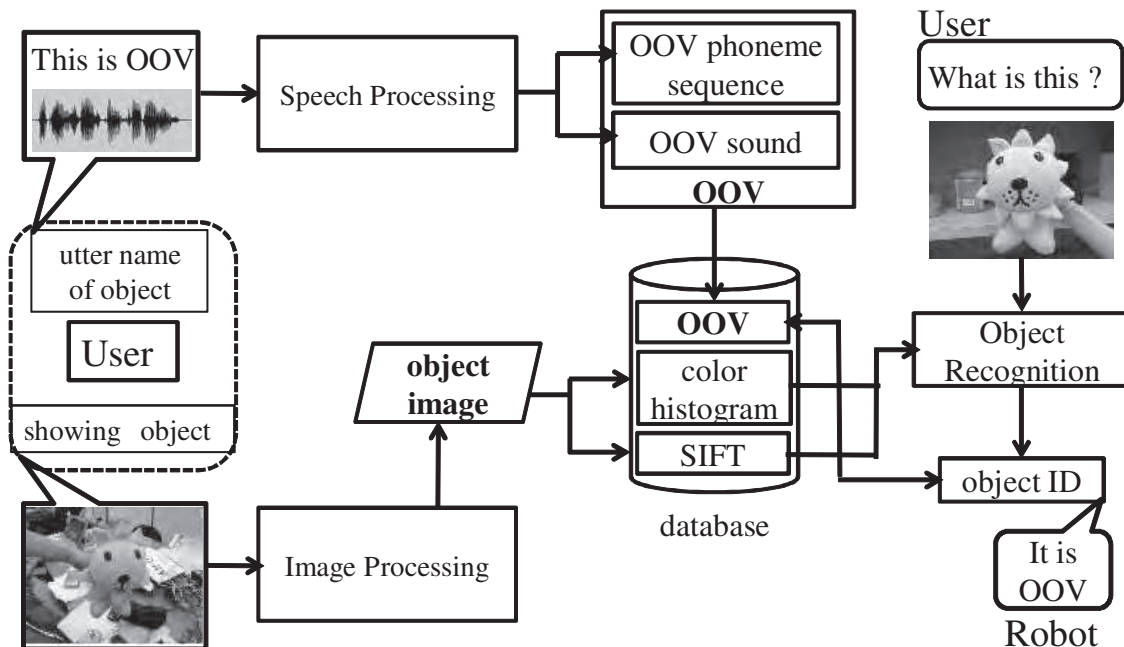 This is OOV
Speech Processing
OOV phoneme
sequence
OOV sound
OOV
User
What is this ?
utter name
of object
User
showing object
object
image
Image Processing
OOV
color
histogram
SIFT
database
Object
Recognition
object ID
It is
OOV
Robot